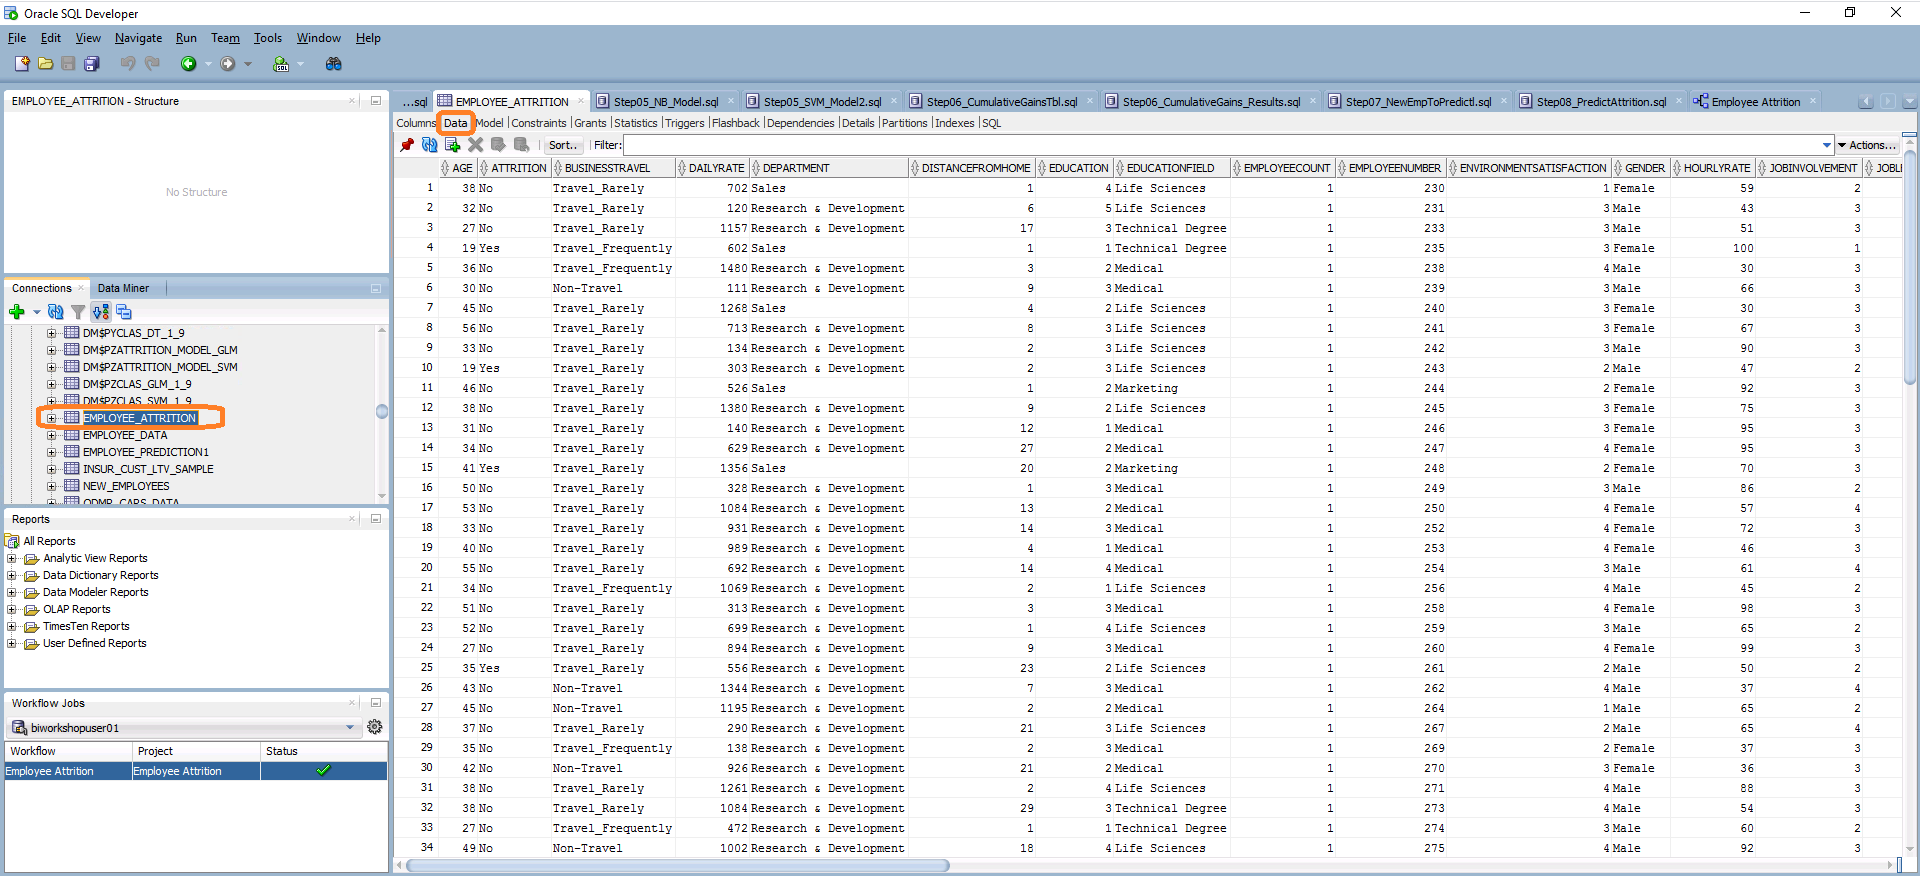 Oracle SQL Developer
File Edit View Navigate Run Team Tools Window Help
EMPLOYEE_ATTRITION - Structure
No Structure
Connections Data Miner
DM$PYCLAS_DT_1_9
DM$PZATTRITION_MODEL_GLM
DM$PZATTRITION_MODEL_SVM
DM$PZCLAS_GLM_1_9
DM$PZCLAS_SVM_1_9
EMPLOYEE_ATTRITION
EMPLOYEE_DATA
EMPLOYEE_PREDICTION1
INSUR_CUST_LTV_SAMPLE
NEW_EMPLOYEES
ODMR_CARS_DATA
Reports
All Reports
Analytic View Reports
Data Dictionary Reports
Data Modeler Reports
OLAP Reports
TimesTen Reports
User Defined Reports
Workflow Jobs
biworkshopuser01
Workflow Project Status
Employee Attrition Employee Attrition
...sql EMPLOYEE_ATTRITION Step05_NB_Model.sql Step05_SVM_Model2.sql Step06_CumulativeGainsTbl.sql Step06_CumulativeGains_Results.sql Step07_NewEmpToPredictl.sql Step08_PredictAttrition.sql Employee Attrition
Columns Data Model Constraints Grants Statistics Triggers Flashback Dependencies Details Partitions Indexes SQL
Sort.. Filter: Actions...
AGE ATTRITION BUSINESSTRAVEL DAILYRATE DEPARTMENT DISTANCEFROMHOME EDUCATION EDUCATIONFIELD EMPLOYEECOUNT EMPLOYEENUMBER ENVIRONMENTSATISFACTION GENDER HOURLYRATE JOBINVOLVEMENT JOBLE
1 38 No Travel_Rarely 702 Sales 1 4 Life Sciences 1 230 1 Female 59 2
2 32 No Travel_Rarely 120 Research & Development 6 5 Life Sciences 1 231 3 Male 43 3
3 27 No Travel_Rarely 1157 Research & Development 17 3 Technical Degree 1 233 3 Male 51 3
4 19 Yes Travel_Frequently 602 Sales 1 1 Technical Degree 1 235 3 Female 100 1
5 36 No Travel_Frequently 1480 Research & Development 3 2 Medical 1 238 4 Male 30 3
6 30 No Non-Travel 111 Research & Development 9 3 Medical 1 239 3 Male 66 3
7 45 No Travel_Rarely 1268 Sales 4 2 Life Sciences 1 240 3 Female 30 3
8 56 No Travel_Rarely 713 Research & Development 8 3 Life Sciences 1 241 3 Female 67 3
9 33 No Travel_Rarely 134 Research & Development 2 3 Life Sciences 1 242 3 Male 90 3
10 19 Yes Travel_Rarely 303 Research & Development 2 3 Life Sciences 1 243 2 Male 47 2
11 46 No Travel_Rarely 526 Sales 1 2 Marketing 1 244 2 Female 92 3
12 38 No Travel_Rarely 1380 Research & Development 9 2 Life Sciences 1 245 3 Female 75 3
13 31 No Travel_Rarely 140 Research & Development 12 1 Medical 1 246 3 Female 95 3
14 34 No Travel_Rarely 629 Research & Development 27 2 Medical 1 247 4 Female 95 3
15 41 Yes Travel_Rarely 1356 Sales 20 2 Marketing 1 248 2 Female 70 3
16 50 No Travel_Rarely 328 Research & Development 1 3 Medical 1 249 3 Male 86 2
17 53 No Travel_Rarely 1084 Research & Development 13 2 Medical 1 250 4 Female 57 4
18 33 No Travel_Rarely 931 Research & Development 14 3 Medical 1 252 4 Female 72 3
19 40 No Travel_Rarely 989 Research & Development 4 1 Medical 1 253 4 Female 46 3
20 55 No Travel_Rarely 692 Research & Development 14 4 Medical 1 254 3 Male 61 4
21 34 No Travel_Frequently 1069 Research & Development 2 1 Life Sciences 1 256 4 Male 45 2
22 51 No Travel_Rarely 313 Research & Development 3 3 Medical 1 258 4 Female 98 3
23 52 No Travel_Rarely 699 Research & Development 1 4 Life Sciences 1 259 3 Male 65 2
24 27 No Travel_Rarely 894 Research & Development 9 3 Medical 1 260 4 Female 99 3
25 35 Yes Travel_Rarely 556 Research & Development 23 2 Life Sciences 1 261 2 Male 50 2
26 43 No Non-Travel 1344 Research & Development 7 3 Medical 1 262 4 Male 37 4
27 45 No Non-Travel 1195 Research & Development 2 2 Medical 1 264 1 Male 65 2
28 37 No Travel_Rarely 290 Research & Development 21 3 Life Sciences 1 267 2 Male 65 4
29 35 No Travel_Frequently 138 Research & Development 2 3 Medical 1 269 2 Female 37 3
30 42 No Non-Travel 926 Research & Development 21 2 Medical 1 270 3 Female 36 3
31 38 No Travel_Rarely 1261 Research & Development 2 4 Life Sciences 1 271 4 Male 88 3
32 38 No Travel_Rarely 1084 Research & Development 29 3 Technical Degree 1 273 4 Male 54 3
33 27 No Travel_Frequently 472 Research & Development 1 1 Technical Degree 1 274 3 Male 60 2
34 49 No Non-Travel 1002 Research & Development 18 4 Life Sciences 1 275 4 Male 92 3